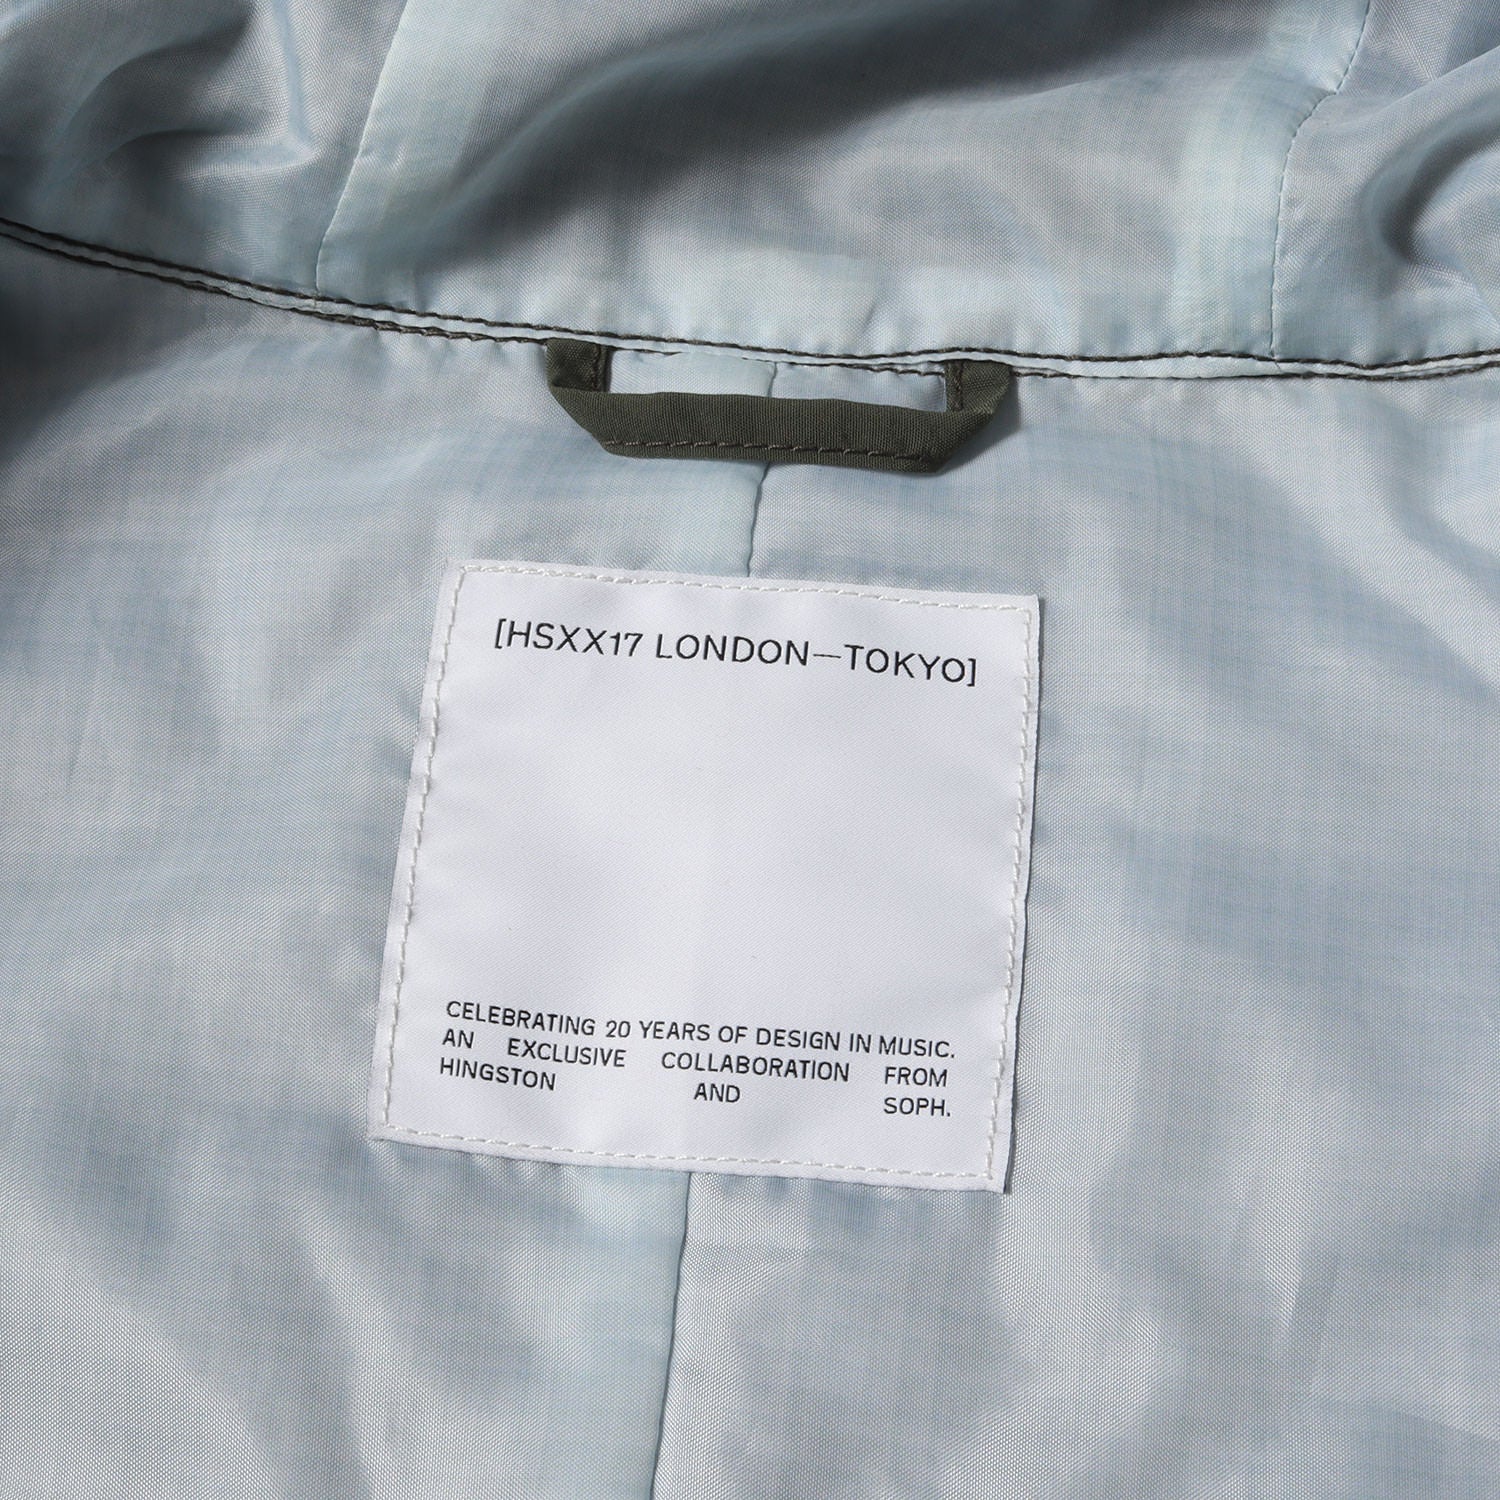 [HSXX17 LONDON—TOKYO]
CELEBRATING 20 YEARS OF DESIGN IN MUSIC.
AN EXCLUSIVE COLLABORATION FROM
HINGSTON AND SOPH.